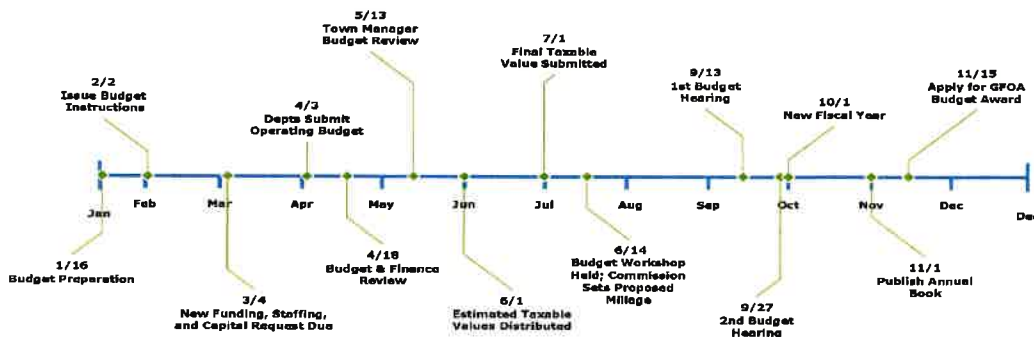 5/13
Town Manager
Budget Review
7/1
Final Taxable
Value Submitted
2/2
Issue Budget
Instructions
4/3
Depts Submit
Operating Budget
9/13
1st Budget
Hearing
10/1
New Fiscal Year
11/15
Apply for GFOA
Budget Award
Jan
Feb
Mar
Apr
May
Jun
Jul
Aug
Sep
Oct
Nov
Dec
Dec
1/16
Budget Preparation
3/4
New Funding, Staffing,
and Capital Request Due
4/18
Budget & Finance
Review
6/1
Estimated Taxable
Values Distributed
6/14
Budget Workshop
Held; Commission
Sets Proposed
Millage
9/27
2nd Budget
Hearing
11/1
Publish Annual
Book